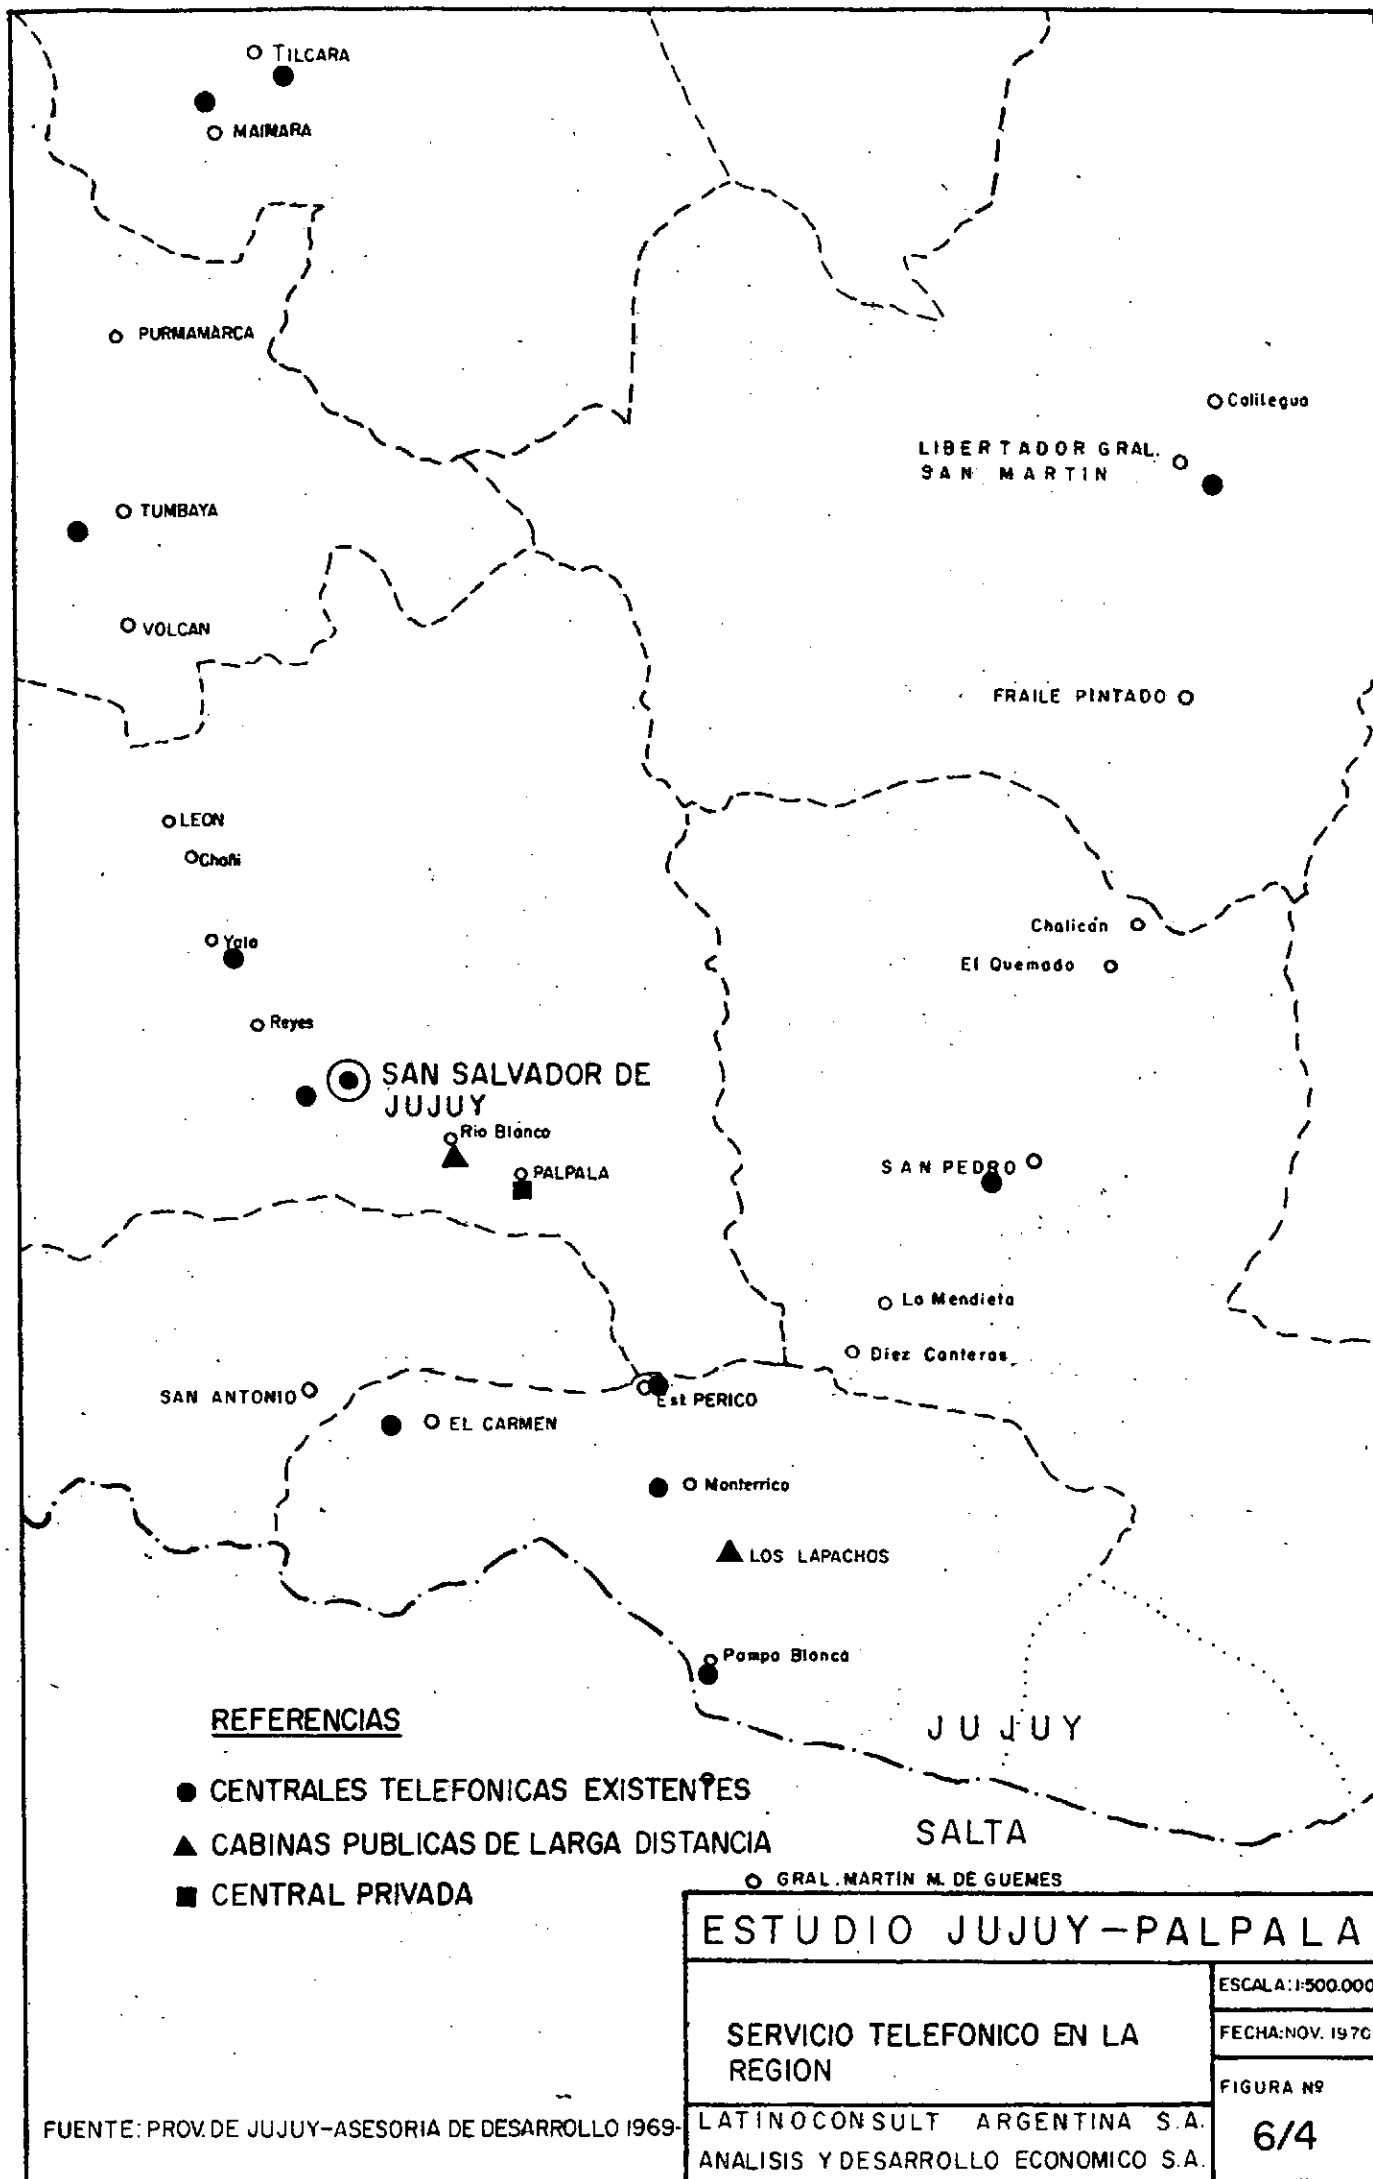 TILCARA
MAIMARA
PURMAMARCA
Calilegua
LIBERTADOR GRAL.
SAN MARTIN
TUMBAYA
VOLCAN
FRAILE PINTADO
LEON
Chañi
Chalicán
Yala
El Quemado
Reyes
SAN SALVADOR DE
JUJUY
Rio Blanco
PALPALA
SAN PEDRO
La Mendieta
Diez Canteras
SAN ANTONIO
Est PERICO
EL CARMEN
Monterrico
LOS LAPACHOS
Pampa Blanca
REFERENCIAS
JUJUY
CENTRALES TELEFONICAS EXISTENTES
SALTA
CABINAS PUBLICAS DE LARGA DISTANCIA
GRAL. MARTIN M. DE GUEMES
CENTRAL PRIVADA
ESTUDIO JUJUY-PALPALA
ESCALA: 1:500.000
SERVICIO TELEFONICO EN LA
REGION
FECHA: NOV. 1970
FIGURA Nº
6/4
FUENTE: PROV. DE JUJUY-ASESORIA DE DESARROLLO 1969-
LATINOCONSULT ARGENTINA S.A.
ANALISIS Y DESARROLLO ECONOMICO S.A.